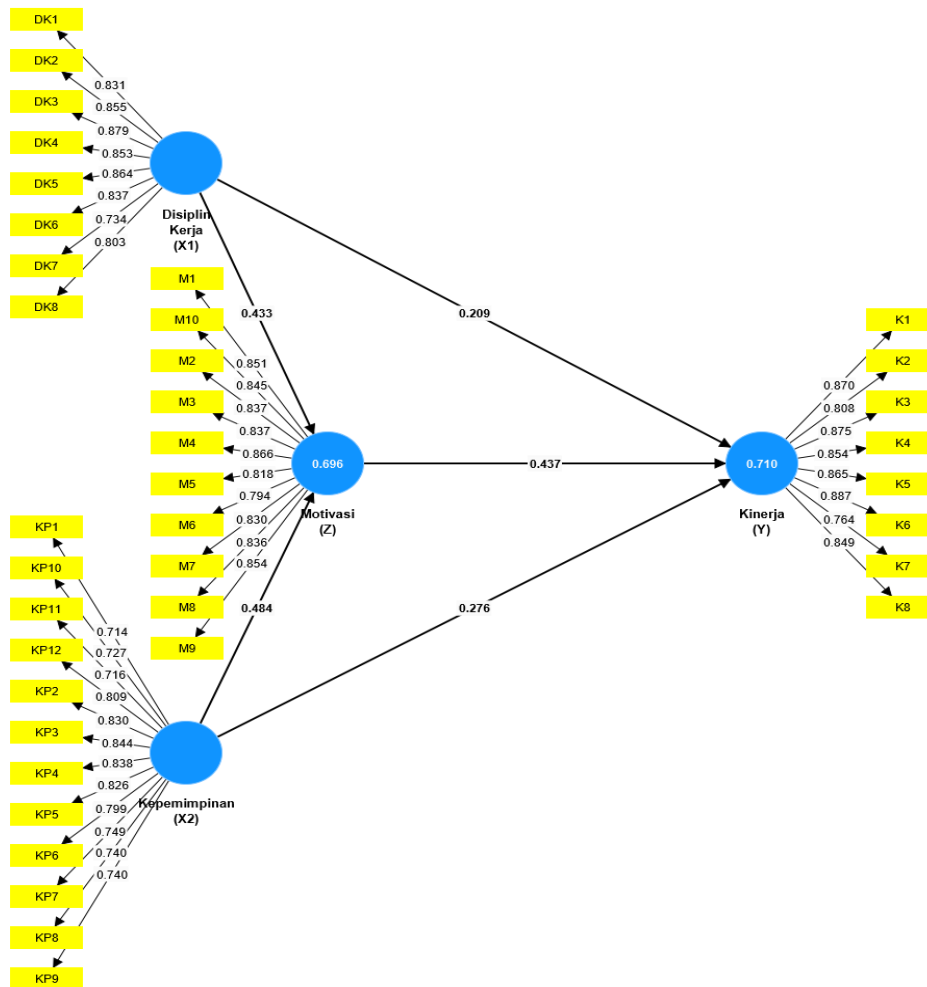 DK1
DK2
DK3
DK4
DK5
DK6
DK7
DK8
0.831
0.855
0.879
0.853
0.864
0.837
0.734
0.803
Disiplin
Kerja
(X1)
0.433
0.209
M1
M10
M2
M3
M4
M5
M6
M7
M8
M9
0.851
0.845
0.837
0.837
0.866
0.818
0.794
0.830
0.836
0.854
0.696
Motivasi
(Z)
0.437
0.484
0.276
KP1
KP10
KP11
KP12
KP2
KP3
KP4
KP5
KP6
KP7
KP8
KP9
0.714
0.727
0.716
0.809
0.830
0.844
0.838
0.826
0.799
0.749
0.740
0.740
Kepemimpinan
(X2)
0.710
Kinerja
(Y)
0.870
0.808
0.875
0.854
0.865
0.887
0.764
0.849
K1
K2
K3
K4
K5
K6
K7
K8